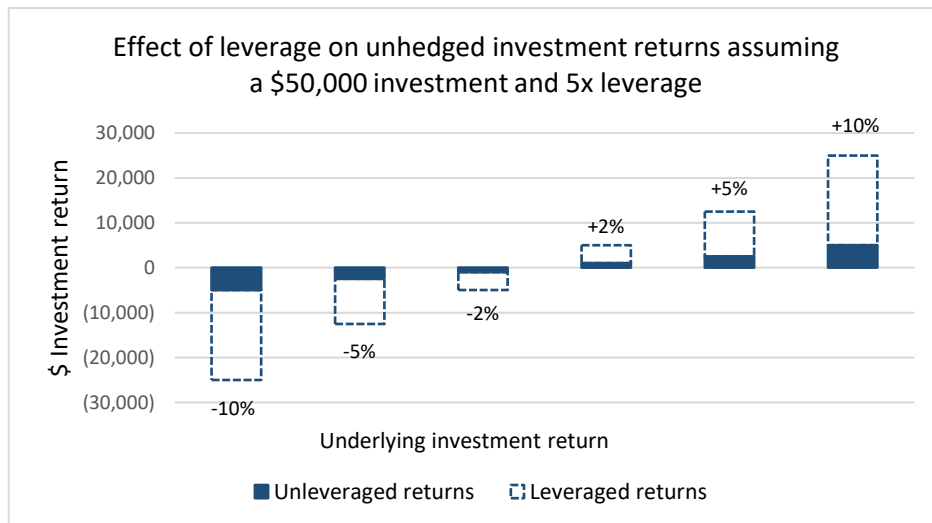 Effect of leverage on unhedged investment returns assuming
a $50,000 investment and 5x leverage
$ Investment return
30,000
20,000
10,000
0
(10,000)
(20,000)
(30,000)
-10%
-5%
-2%
+2%
+5%
+10%
Underlying investment return
Unleveraged returns
Leveraged returns